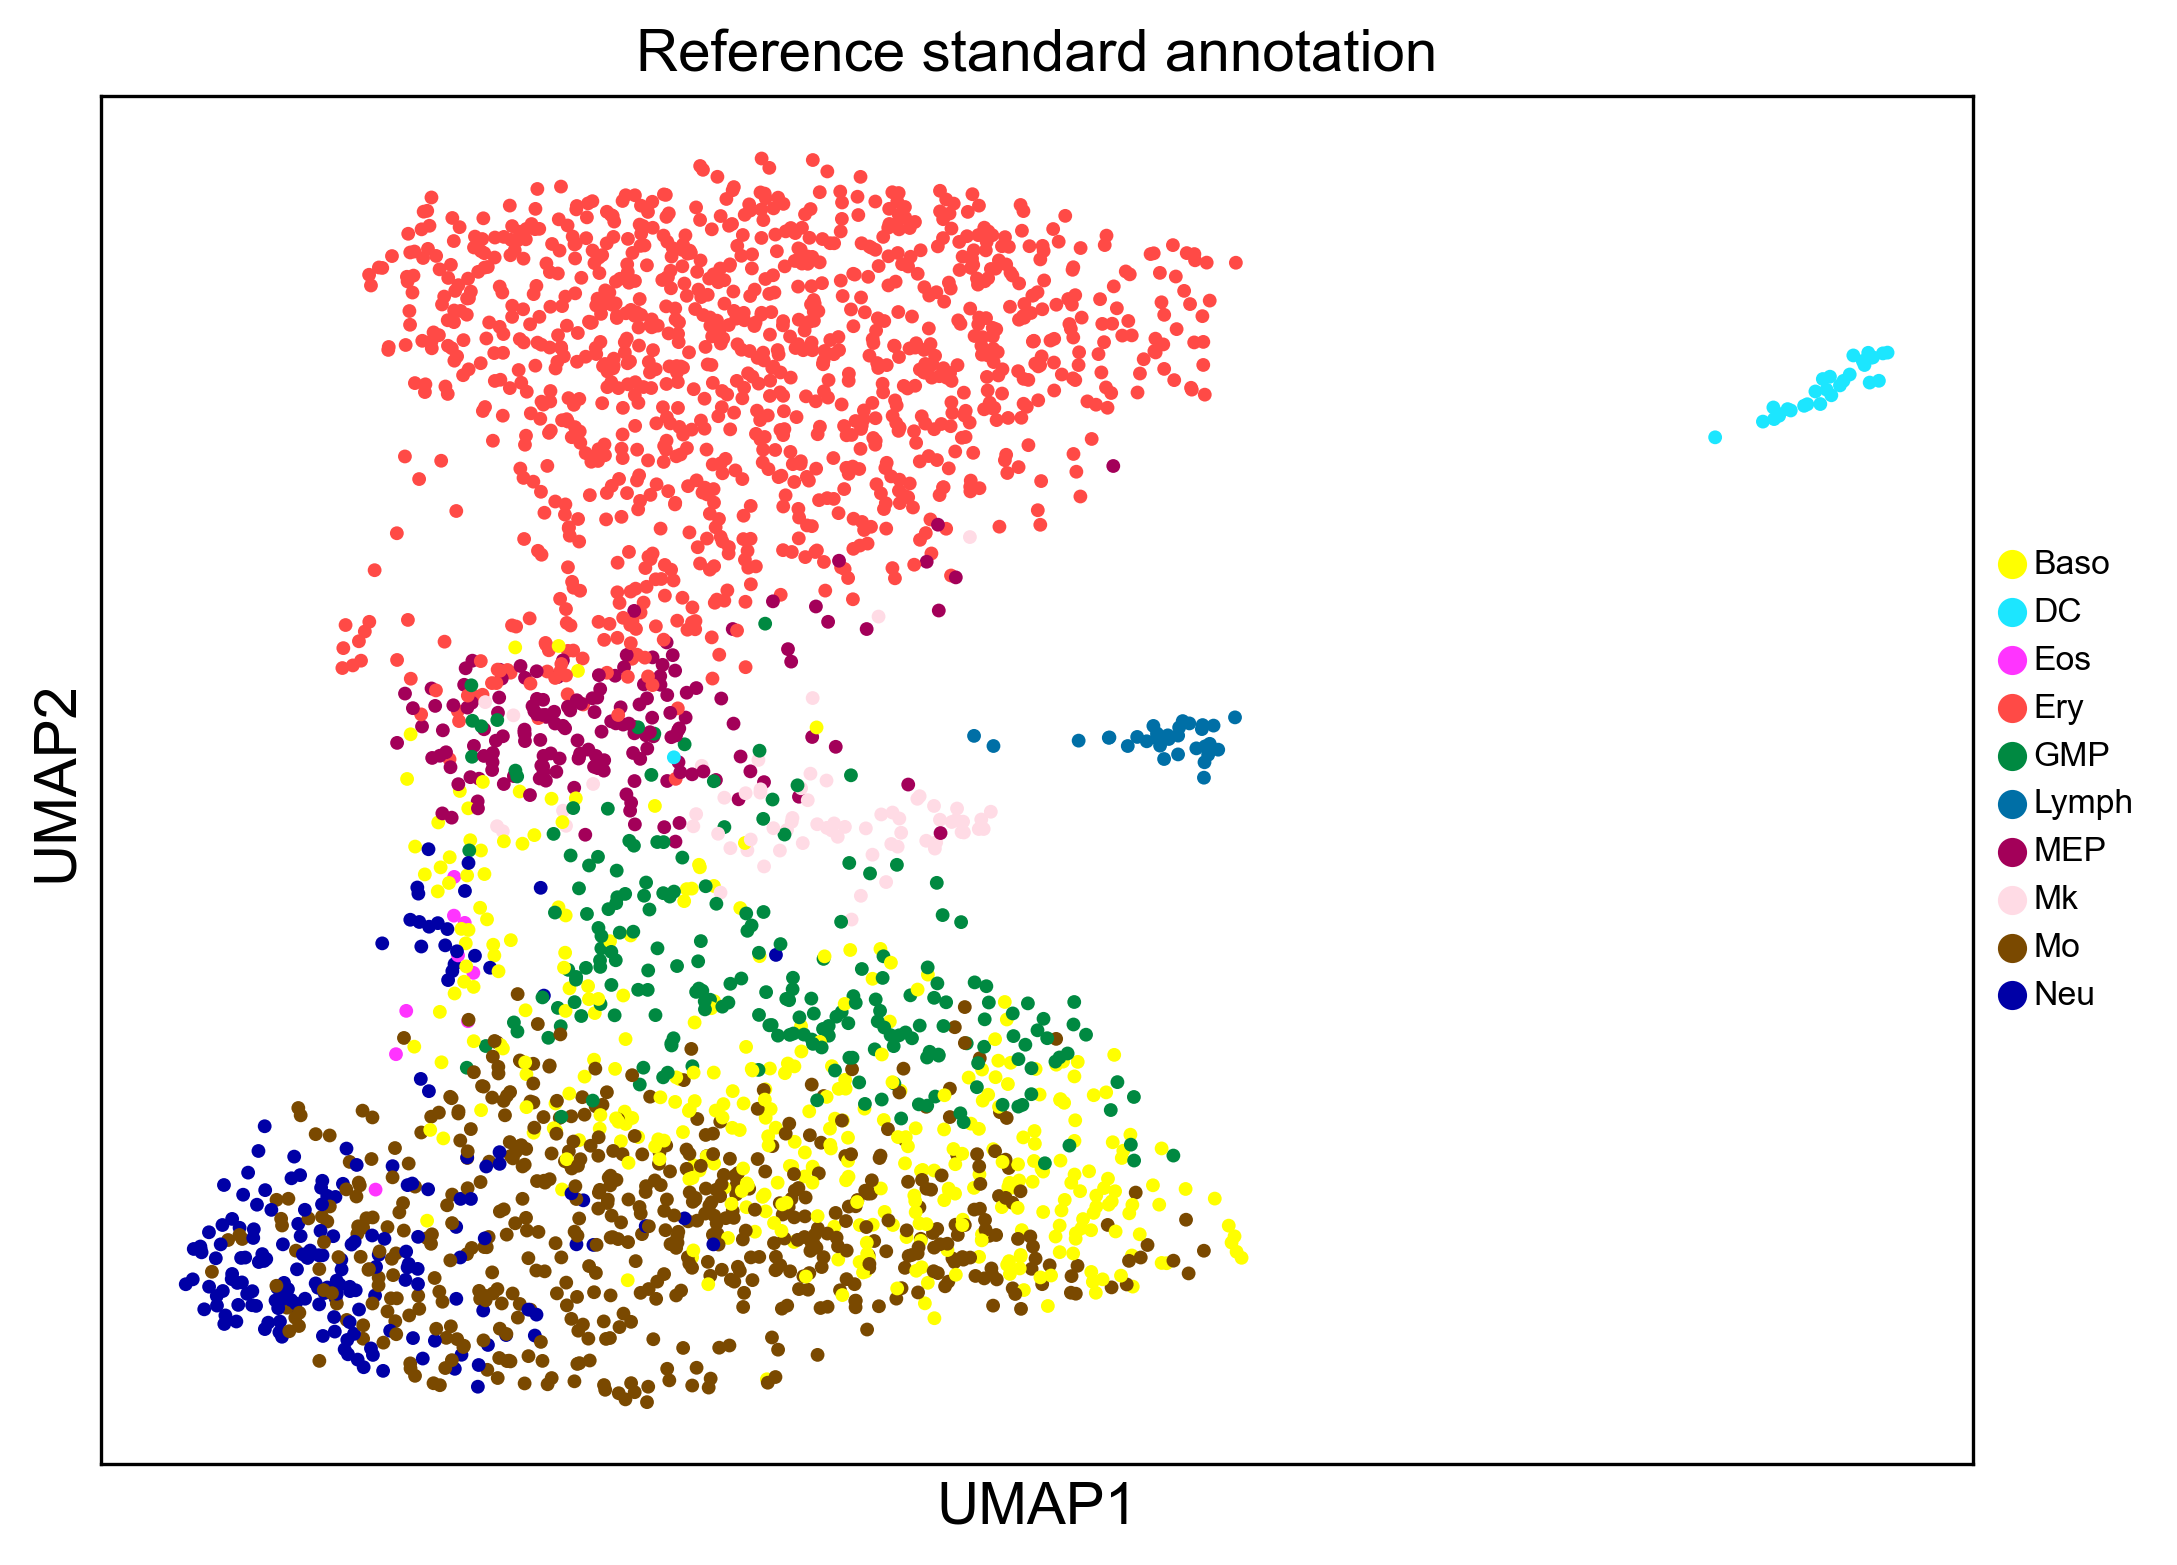 Reference standard annotation
UMAP2
UMAP1
Baso
DC
Eos
Ery
GMP
Lymph
MEP
Mk
Mo
Neu